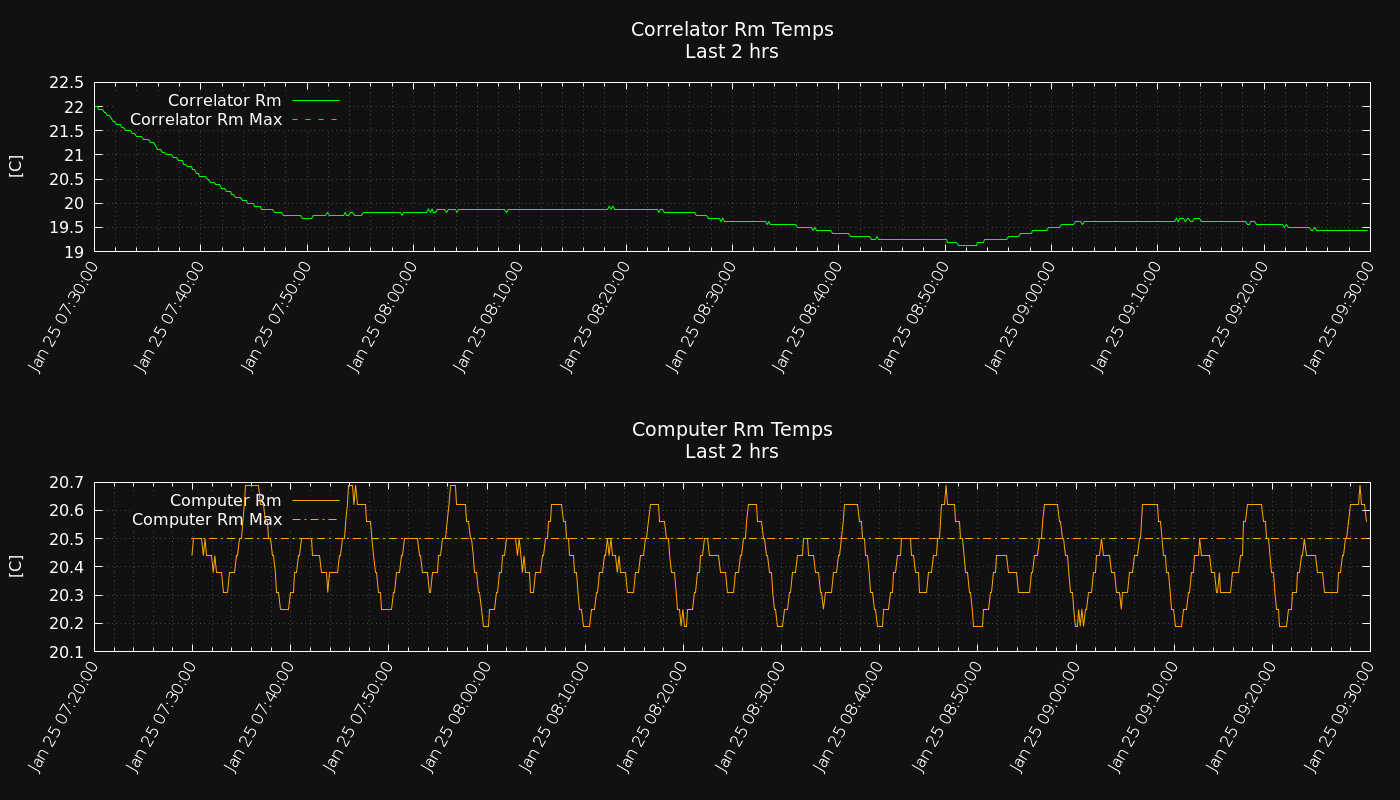 Correlator Rm Temps
Last 2 hrs
22.5
22
21.5
21
20.5
20
19.5
19
[C]
Correlator Rm
Correlator Rm Max
Jan 25 07:30:00
Jan 25 07:40:00
Jan 25 07:50:00
Jan 25 08:00:00
Jan 25 08:10:00
Jan 25 08:20:00
Jan 25 08:30:00
Jan 25 08:40:00
Jan 25 08:50:00
Jan 25 09:00:00
Jan 25 09:10:00
Jan 25 09:20:00
Jan 25 09:30:00
Computer Rm Temps
Last 2 hrs
20.7
20.6
20.5
20.4
20.3
20.2
20.1
[C]
Computer Rm
Computer Rm Max
Jan 25 07:20:00
Jan 25 07:30:00
Jan 25 07:40:00
Jan 25 07:50:00
Jan 25 08:00:00
Jan 25 08:10:00
Jan 25 08:20:00
Jan 25 08:30:00
Jan 25 08:40:00
Jan 25 08:50:00
Jan 25 09:00:00
Jan 25 09:10:00
Jan 25 09:20:00
Jan 25 09:30:00